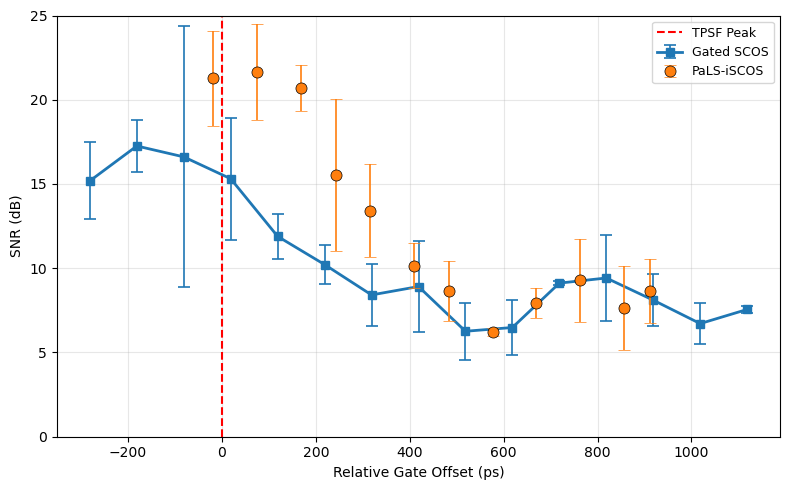 25
20
15
10
5
0
SNR (dB)
−200
0
200
400
600
800
1000
Relative Gate Offset (ps)
TPSF Peak
Gated SCOS
PaLS-iSCOS